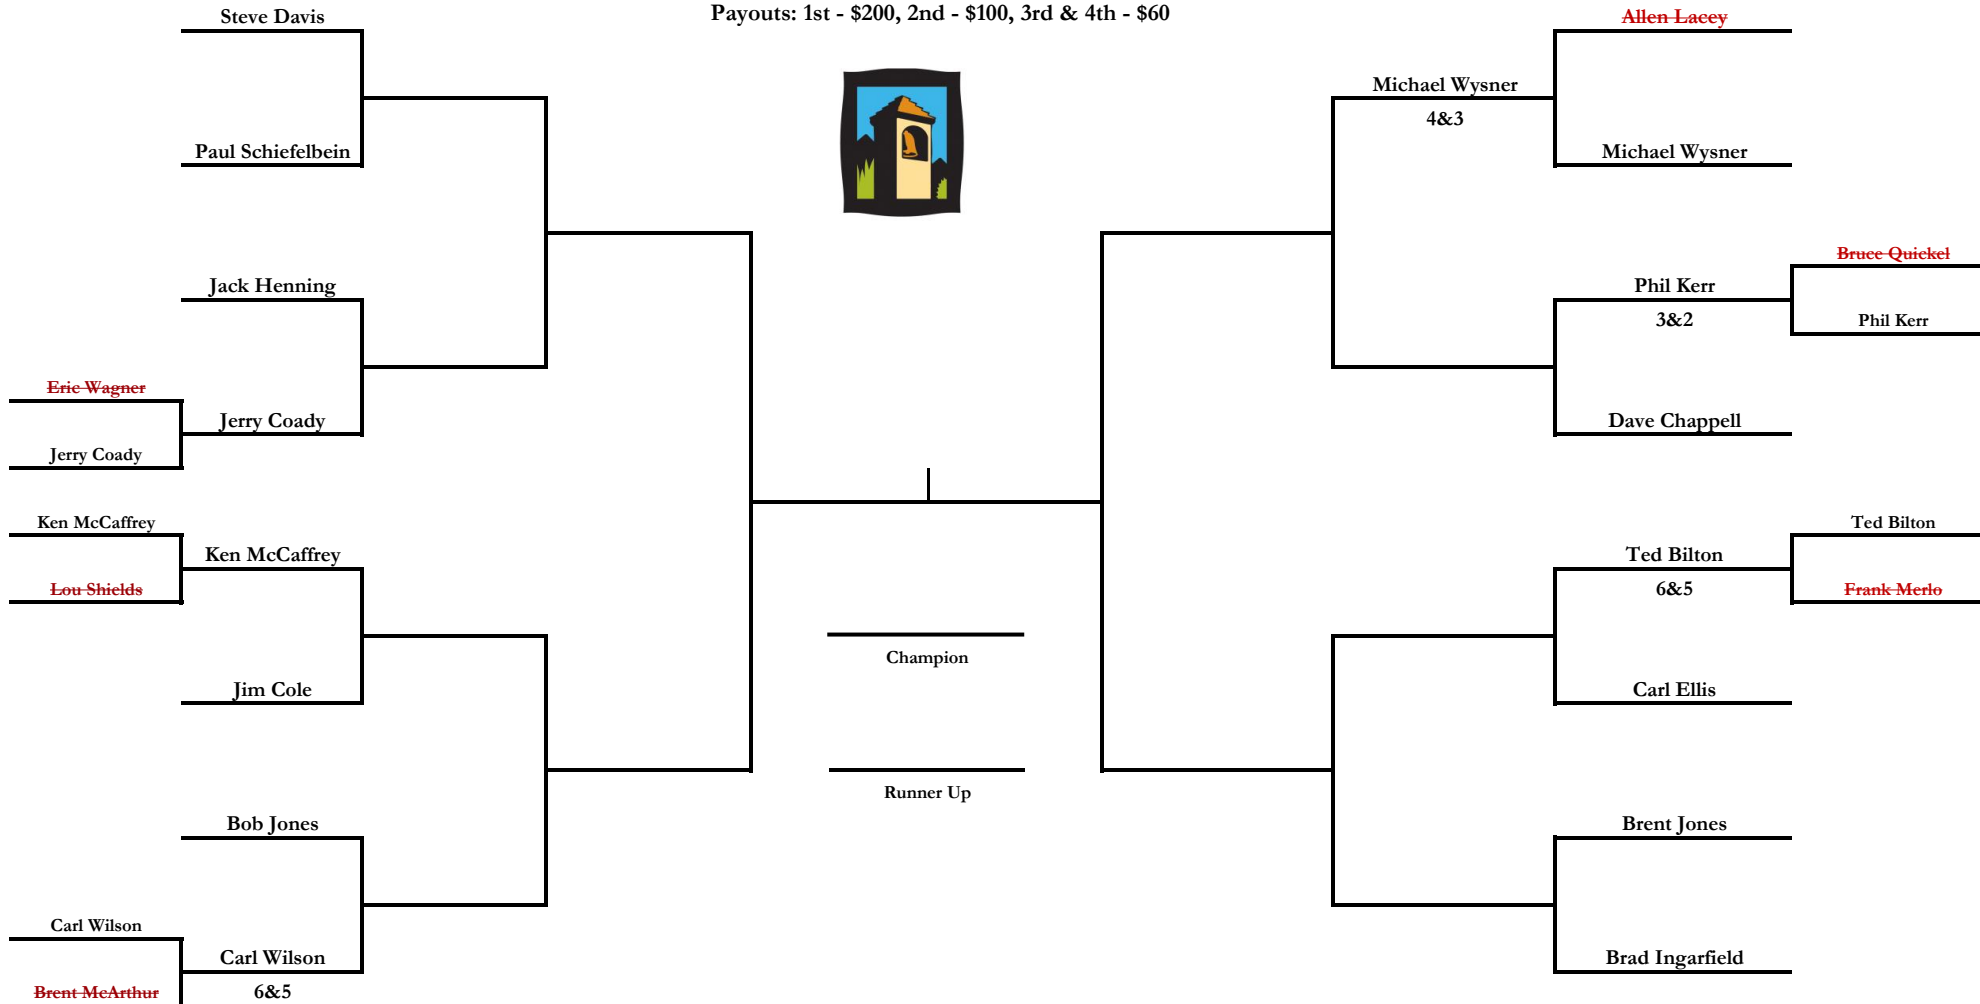 Payouts: 1st - $200, 2nd - $100, 3rd & 4th - $60
Steve Davis
Paul Schiefelbein
Jack Henning
Eric Wagner
Jerry Coady
Jerry Coady
Ken McCaffrey
Ken McCaffrey
Lou Shields
Jim Cole
Bob Jones
Carl Wilson
Carl Wilson
Brent McArthur
6&5
Champion
Runner Up
Allen Lacey
Michael Wysner
4&3
Michael Wysner
Bruce Quickel
Phil Kerr
3&2
Phil Kerr
Dave Chappell
Ted Bilton
Ted Bilton
6&5
Frank Merlo
Carl Ellis
Brent Jones
Brad Ingarfield